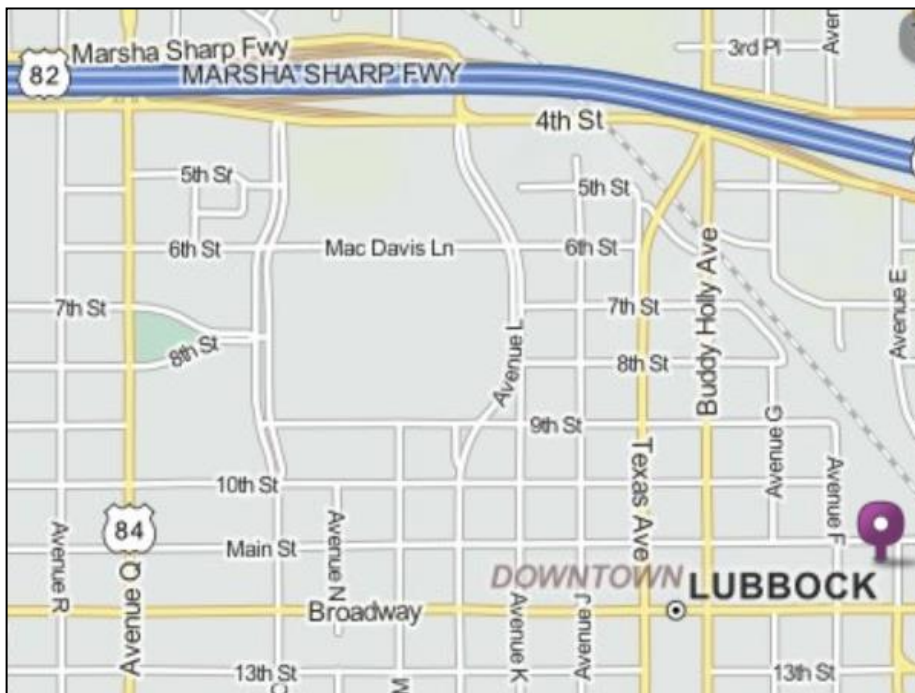 Marsha Sharp Fwy
3rd Pl
82
MARSHA SHARP FWY
4th St
5th St
5th St
6th St
Mac Davis Ln
6th St
Buddy Holly Ave
Avenue E
7th St
7th St
8th St
8th St
Avenue L
9th St
Avenue G
Texas Ave
10th St
Avenue F
84
Avenue R
Avenue Q
Main St
Avenue N
DOWNTOWN
LUBBOCK
Broadway
Avenue K
Avenue J
13th St
13th St